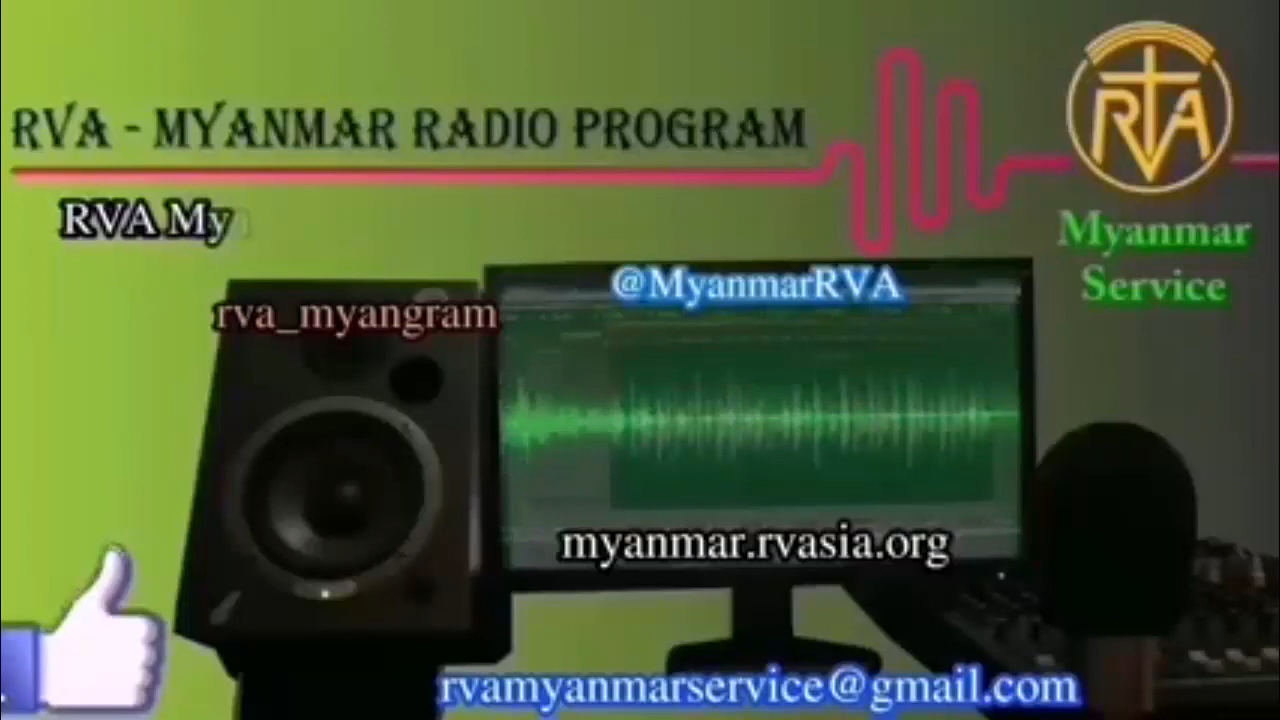 RVA - MYANMAR RADIO PROGRAM
RVA
Myanmar
Service
RVA My
@MyanmarRVA
rva_myangram
myanmar.rvasia.org
rvamyanmarservice@gmail.com